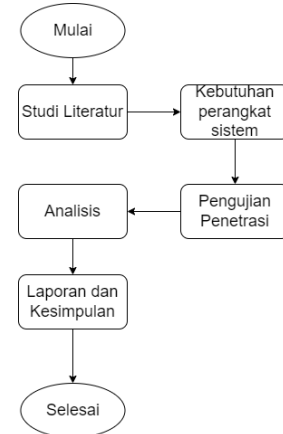 Mulai
Studi Literatur
Kebutuhan
perangkat
sistem
Pengujian
Penetrasi
Analisis
Laporan dan
Kesimpulan
Selesai